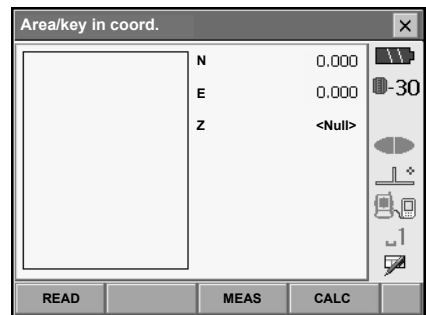 Area/key in coord.
N 0.000
E 0.000 -30
Z <Null>
1
READ MEAS CALC